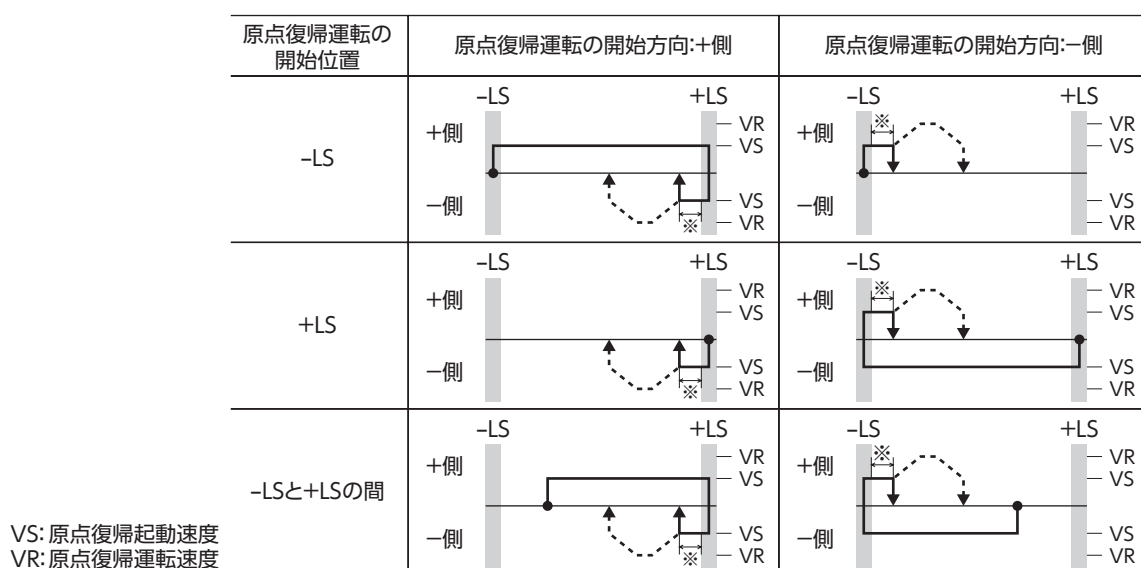 原点復帰運転の
開始位置
原点復帰運転の開始方向:+側
原点復帰運転の開始方向:−側
–LS
–LS
+LS
+側
−側
※
VR
VS
VS
VR
–LS
+LS
+側
−側
※
VR
VS
VS
VR
+LS
–LS
+LS
+側
−側
※
VR
VS
VS
VR
–LS
+LS
+側
−側
※
VR
VS
VS
VR
–LSと+LSの間
–LS
+LS
+側
−側
※
VR
VS
VS
VR
–LS
+LS
+側
−側
※
VR
VS
VS
VR
VS: 原点復帰起動速度
VR: 原点復帰運転速度